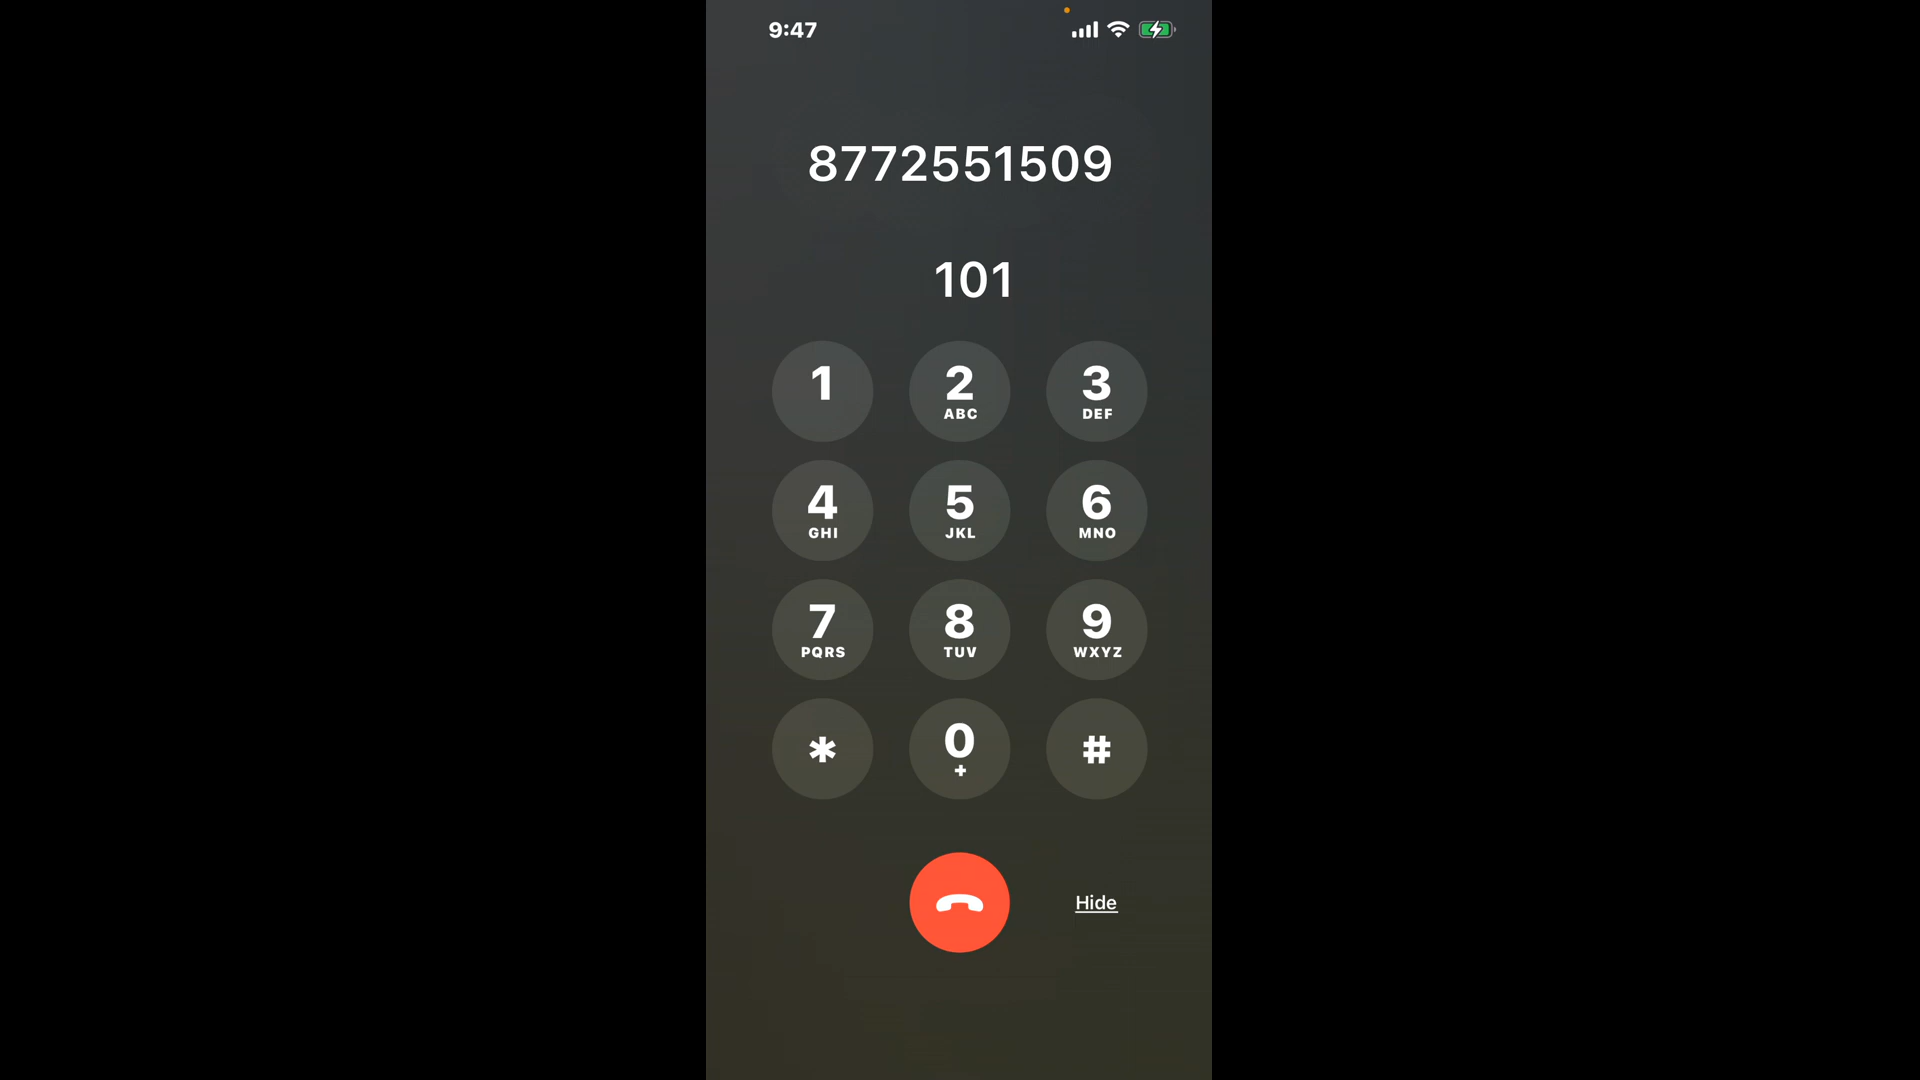 9:47
8772551509
101
1 2 3
ABC DEF
4 5 6
GHI JKL MNO
7 8 9
PQRS TUV WXYZ
* 0 #
+
Hide